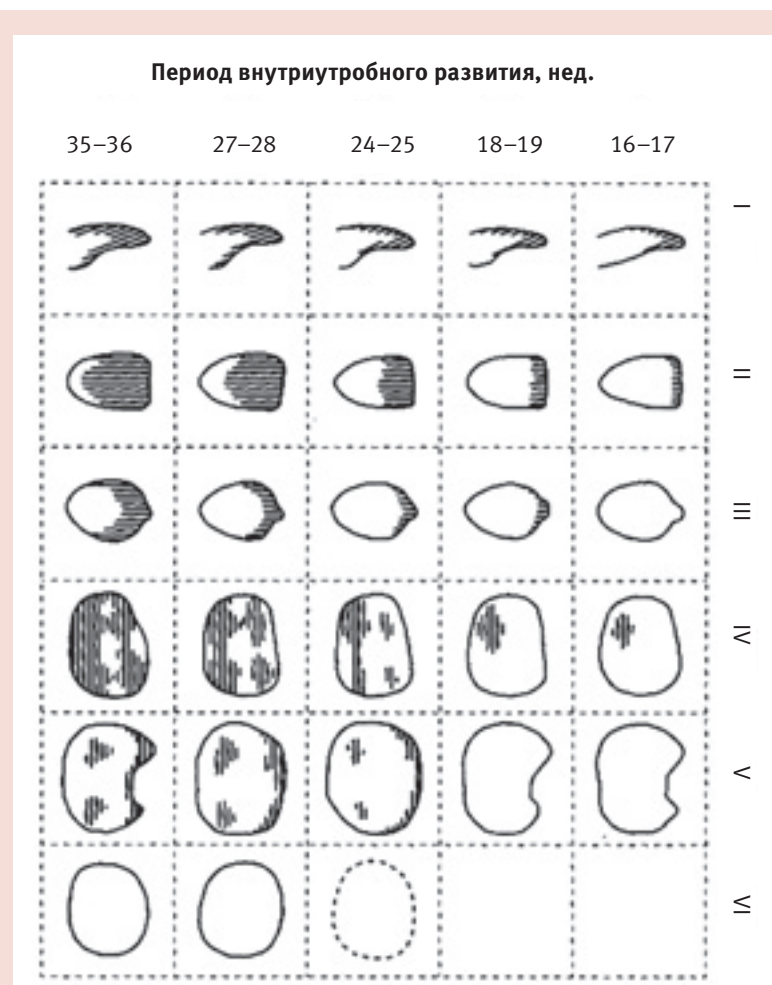 Период внутриутробного развития, нед.
35–36 27–28 24–25 18–19 16–17
I
II
III
IV
V
VI